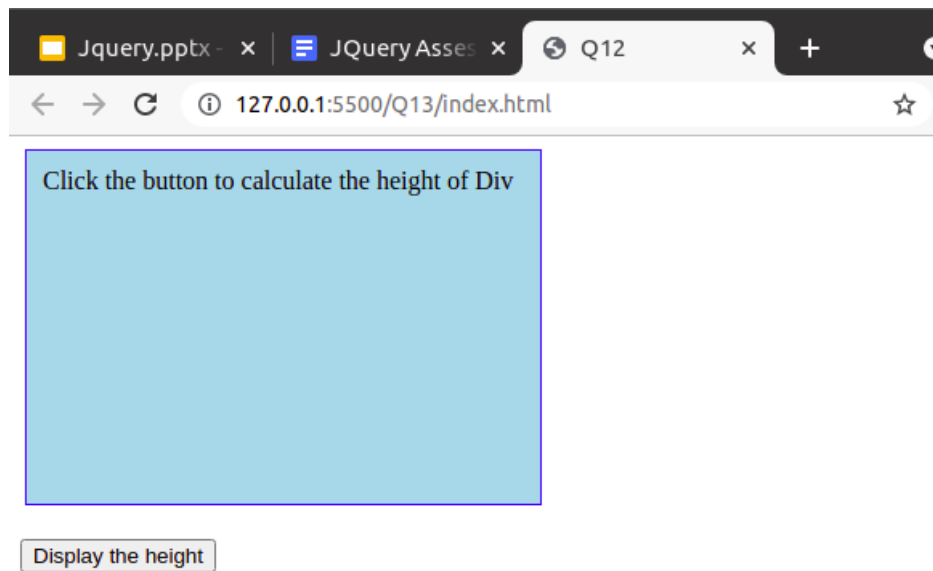 Jquery.pptx - JQuery Asses Q12
127.0.0.1:5500/Q13/index.html
Click the button to calculate the height of Div
Display the height